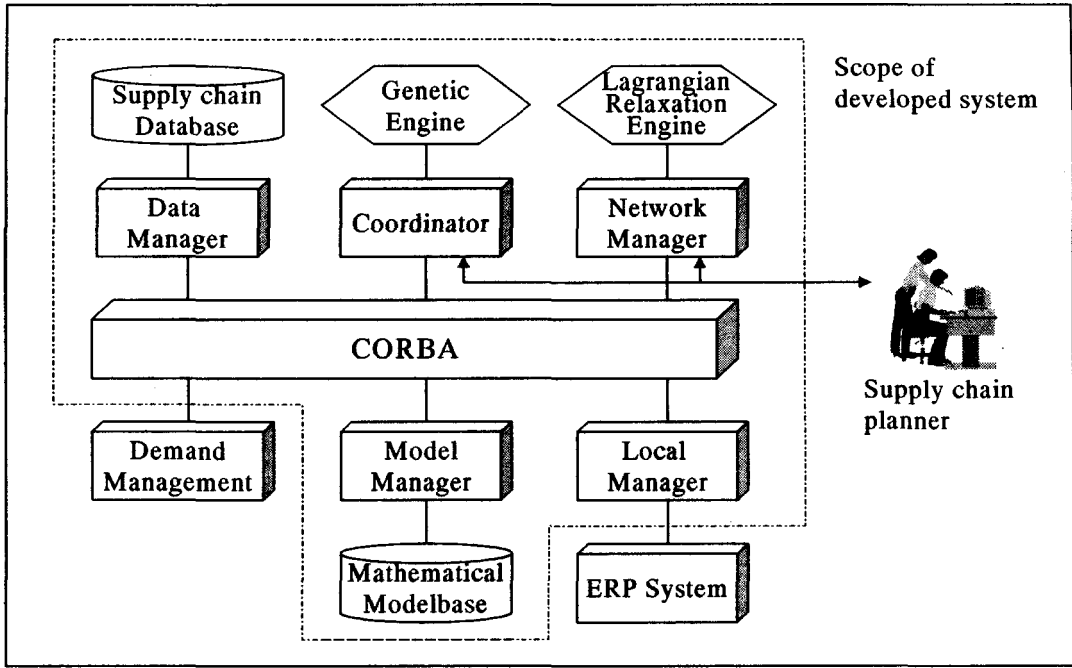 Supply chain
Database
Genetic
Engine
Lagrangian
Relaxation
Engine
Scope of
developed system
Data
Manager
Coordinator
Network
Manager
CORBA
Supply chain
planner
Demand
Management
Model
Manager
Local
Manager
Mathematical
Modelbase
ERP System